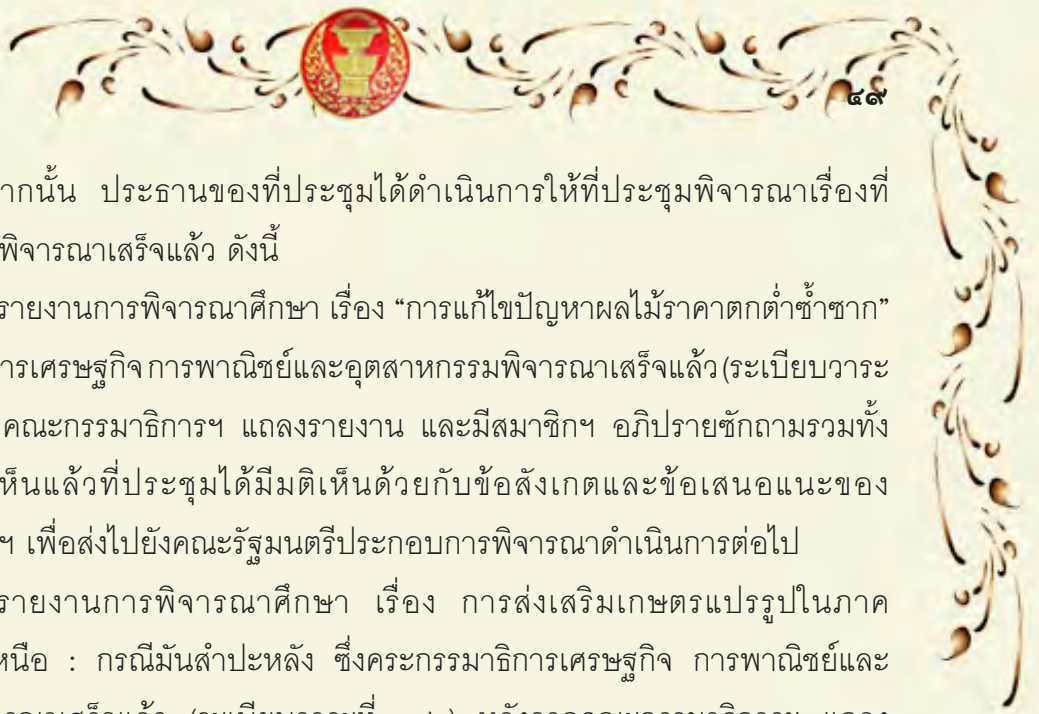 ๔๙
ากนั้น ประธานของที่ประชุมได้ดำเนินการให้ที่ประชุมพิจารณาเรื่องที่
พิจารณาเสร็จแล้ว ดังนี้
รายงานการพิจารณาศึกษา เรื่อง “การแก้ไขปัญหาผลไม้ราคาตกต่ำซ้ำซาก”
การเศรษฐกิจ การพาณิชย์และอุตสาหกรรมพิจารณาเสร็จแล้ว (ระเบียบวาระ
คณะกรรมาธิการฯ แถลงรายงาน และมีสมาชิกฯ อภิปรายซักถามรวมทั้ง
ห็นแล้วที่ประชุมได้มีมติเห็นด้วยกับข้อสังเกตและข้อเสนอแนะของ
ฯ เพื่อส่งไปยังคณะรัฐมนตรีประกอบการพิจารณาดำเนินการต่อไป
รายงานการพิจารณาศึกษา เรื่อง การส่งเสริมเกษตรแปรรูปในภาค
หนือ : กรณีมันสำปะหลัง ซึ่งคระกรรมาธิการเศรษฐกิจ การพาณิชย์และ